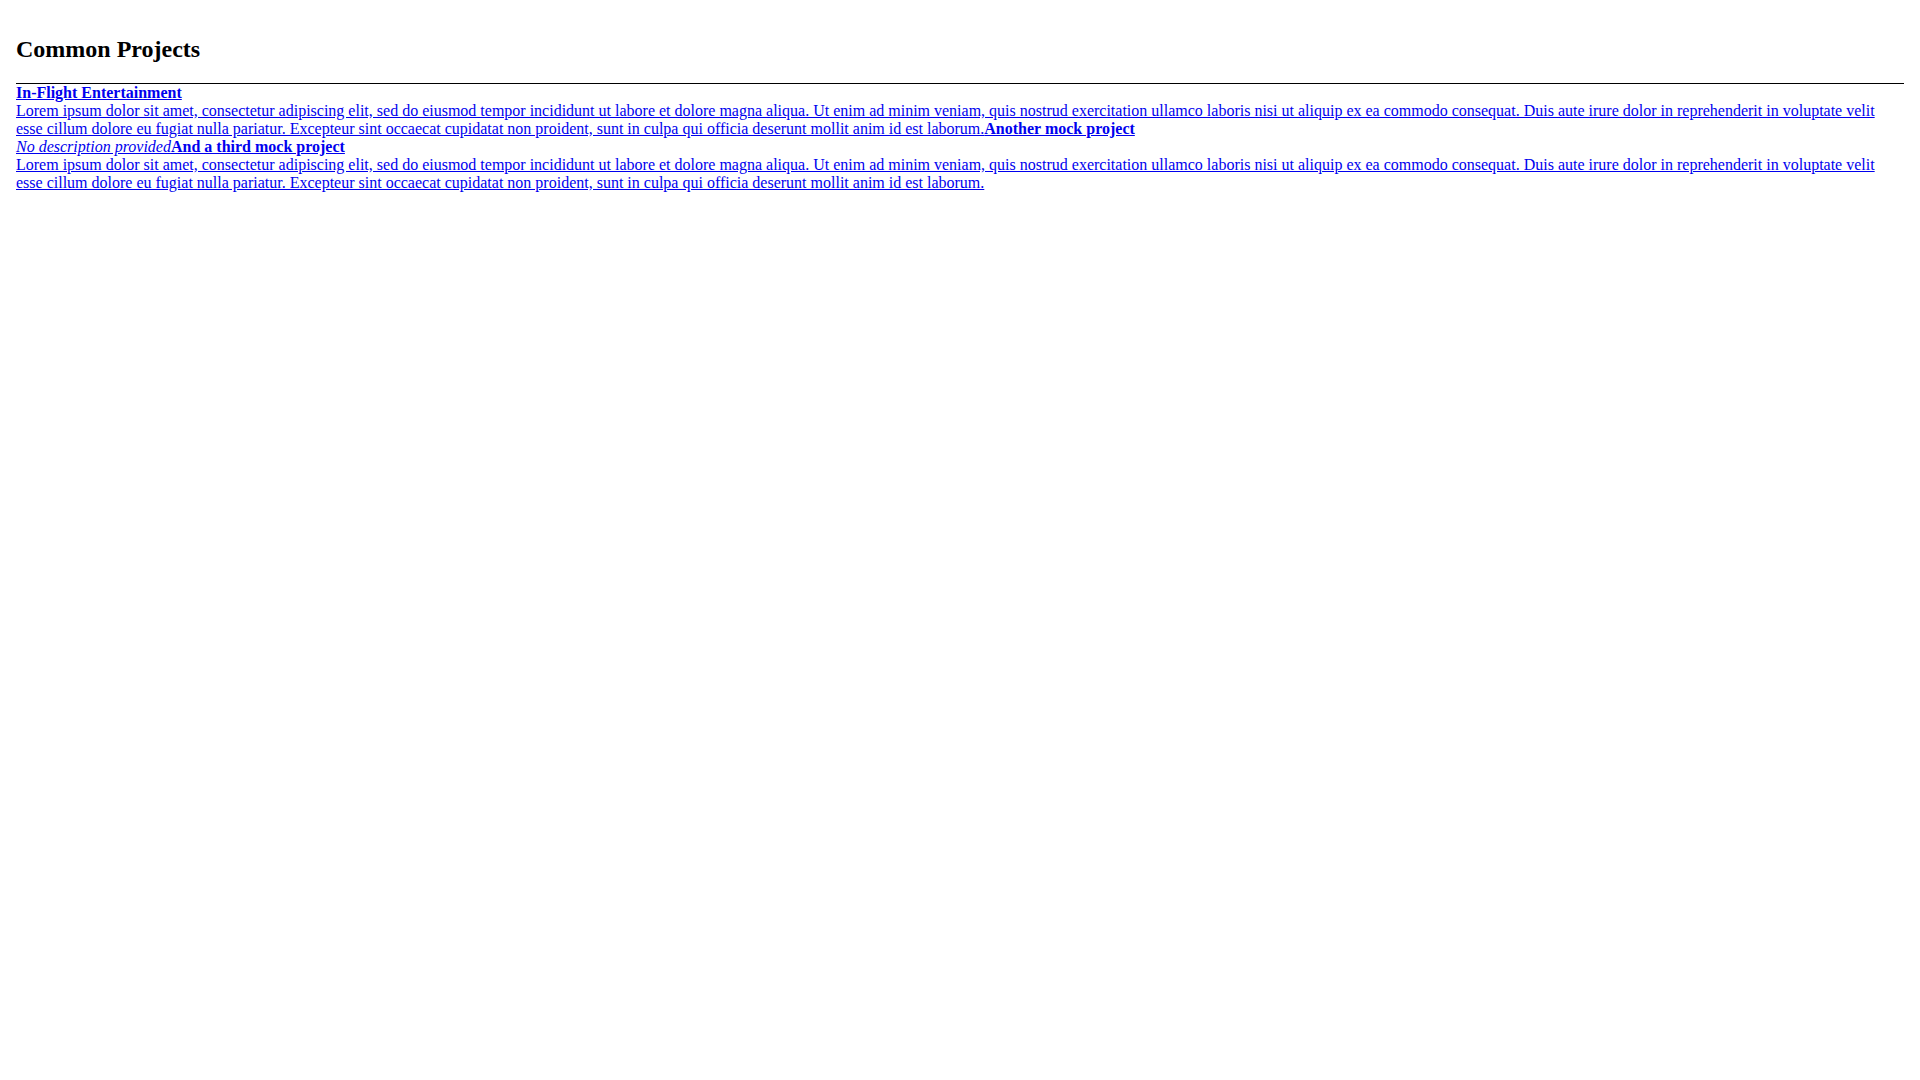 Common Projects
In-Flight Entertainment
Lorem ipsum dolor sit amet, consectetur adipiscing elit, sed do eiusmod tempor incididunt ut labore et dolore magna aliqua. Ut enim ad minim veniam, quis nostrud exercitation ullamco laboris nisi ut aliquip ex ea commodo consequat. Duis aute irure dolor in reprehenderit in voluptate velit
esse cillum dolore eu fugiat nulla pariatur. Excepteur sint occaecat cupidatat non proident, sunt in culpa qui officia deserunt mollit anim id est laborum.Another mock project
No description providedAnd a third mock project
Lorem ipsum dolor sit amet, consectetur adipiscing elit, sed do eiusmod tempor incididunt ut labore et dolore magna aliqua. Ut enim ad minim veniam, quis nostrud exercitation ullamco laboris nisi ut aliquip ex ea commodo consequat. Duis aute irure dolor in reprehenderit in voluptate velit
esse cillum dolore eu fugiat nulla pariatur. Excepteur sint occaecat cupidatat non proident, sunt in culpa qui officia deserunt mollit anim id est laborum.